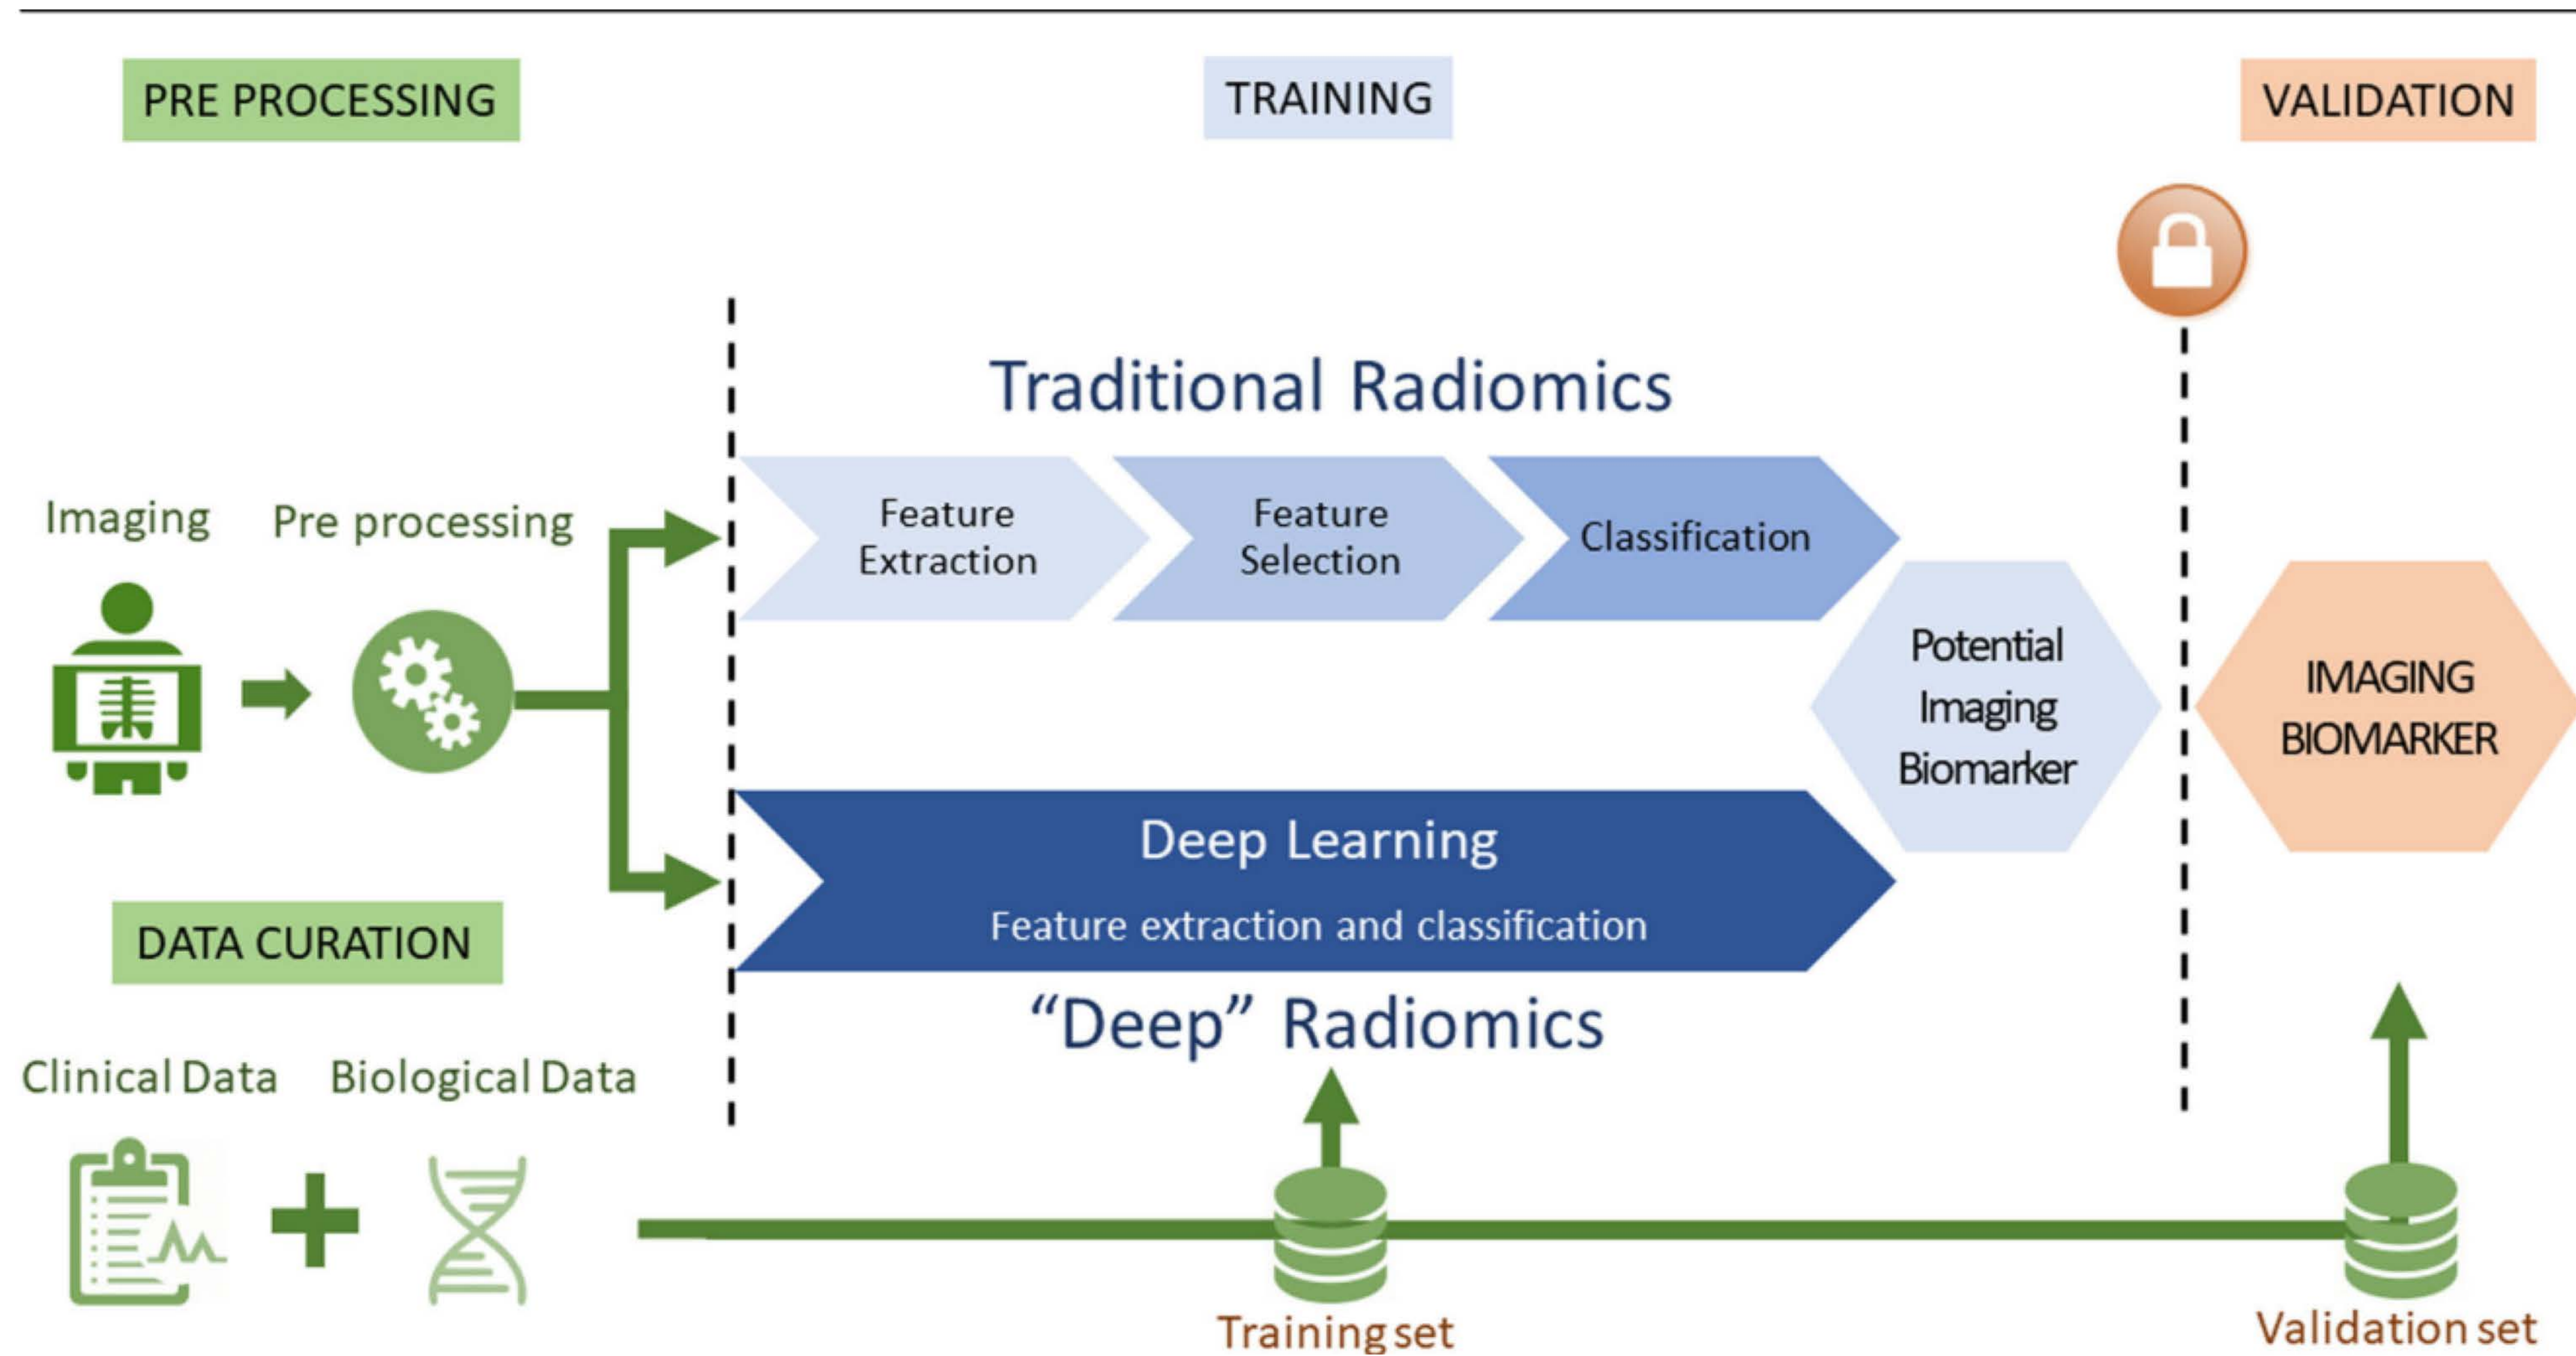 PRE PROCESSING
TRAINING
VALIDATION
Traditional Radiomics
Imaging
Pre processing
Feature
Extraction
Feature
Selection
Classification
Potential
Imaging
Biomarker
IMAGING
BIOMARKER
Deep Learning
Feature extraction and classification
DATA CURATION
“Deep” Radiomics
Clinical Data
Biological Data
Training set
Validation set